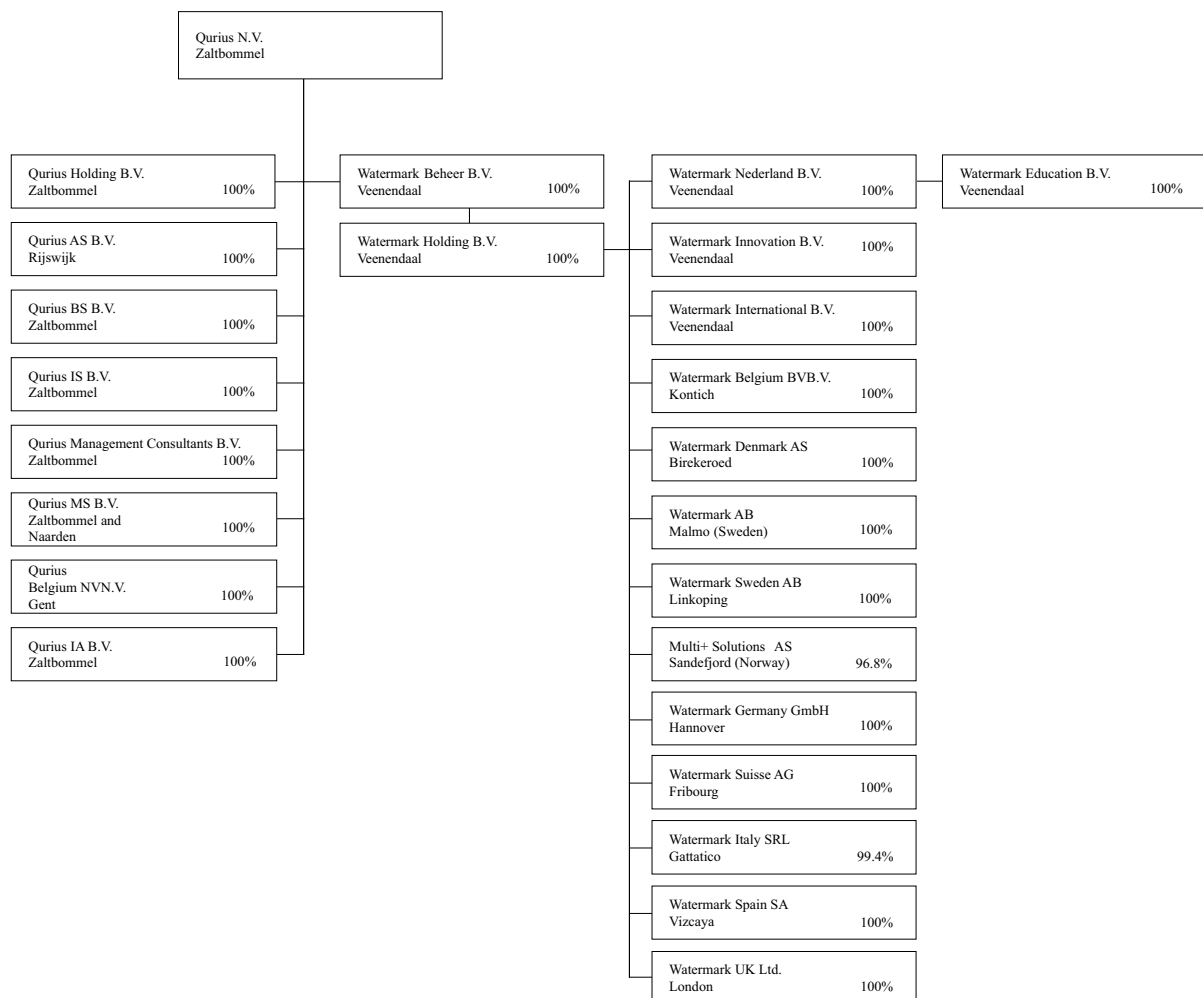 Qurius N.V.
Zaltbommel
Qurius Holding B.V.
Zaltbommel 100%
Qurius AS B.V.
Rijswijk 100%
Qurius BS B.V.
Zaltbommel 100%
Qurius IS B.V.
Zaltbommel 100%
Qurius Management Consultants B.V.
Zaltbommel 100%
Qurius MS B.V.
Zaltbommel and 100%
Naarden
Qurius
Belgium NVN.V. 100%
Gent
Qurius IA B.V.
Zaltbommel 100%
Watermark Beheer B.V.
Veenendaal 100%
Watermark Holding B.V.
Veenendaal 100%
Watermark Nederland B.V.
Veenendaal 100%
Watermark Innovation B.V. 100%
Veenendaal
Watermark International B.V.
Veenendaal 100%
Watermark Belgium BVB.V.
Kontich 100%
Watermark Denmark AS
Birekeroed 100%
Watermark AB
Malmo (Sweden) 100%
Watermark Sweden AB
Linkoping 100%
Multi+ Solutions AS
Sandefjord (Norway) 96.8%
Watermark Germany GmbH
Hannover 100%
Watermark Suisse AG
Fribourg 100%
Watermark Italy SRL
Gattatico 99.4%
Watermark Spain SA
Vizcaya 100%
Watermark UK Ltd.
London 100%
Watermark Education B.V.
Veenendaal 100%